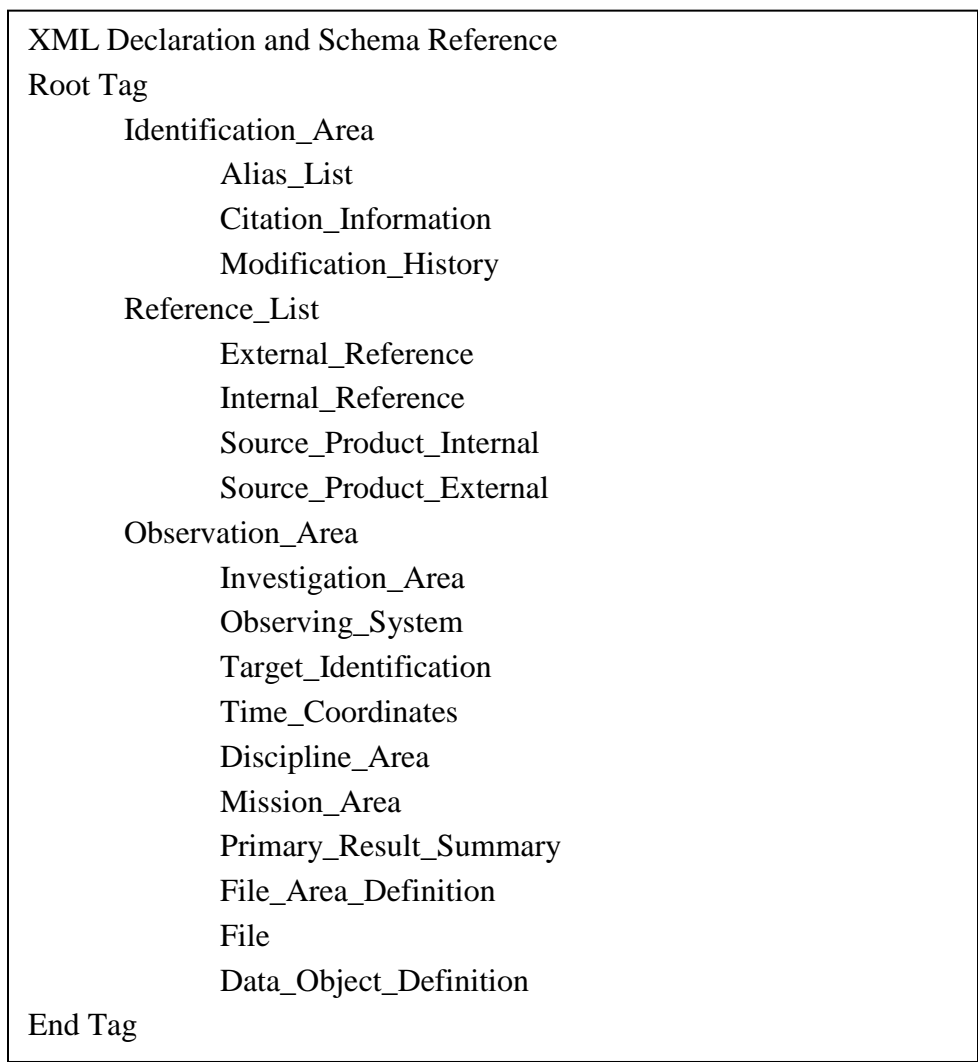 XML Declaration and Schema Reference
Root Tag
Identification_Area
Alias_List
Citation_Information
Modification_History
Reference_List
External_Reference
Internal_Reference
Source_Product_Internal
Source_Product_External
Observation_Area
Investigation_Area
Observing_System
Target_Identification
Time_Coordinates
Discipline_Area
Mission_Area
Primary_Result_Summary
File_Area_Definition
File
Data_Object_Definition
End Tag